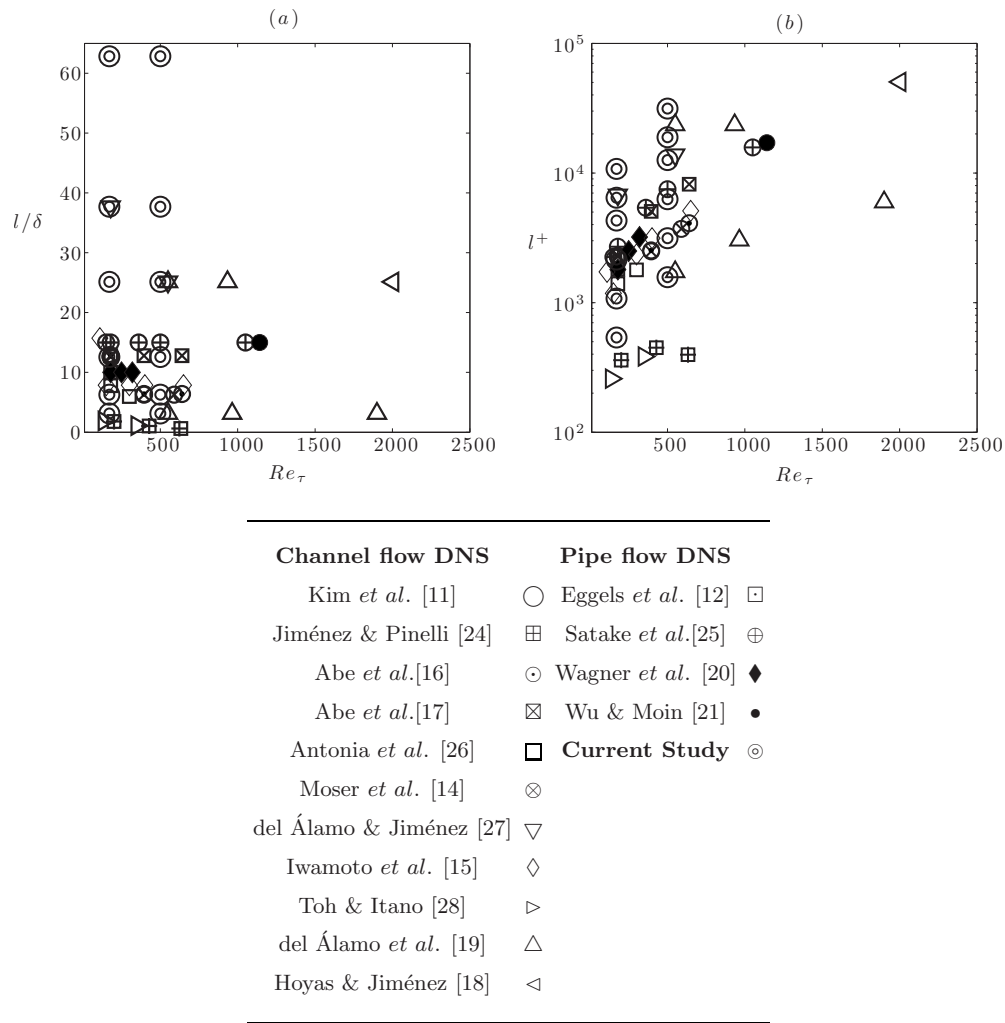 (a)
60
50
40
30
20
10
0
l/δ
500 1000 1500 2000 2500
Re_τ
(b)
10^5
10^4
10^3
10^2
l^+
500 1000 1500 2000 2500
Re_τ
Channel flow DNS Pipe flow DNS
Kim et al. [11] ◯ Eggels et al. [12] ⊡
Jiménez & Pinelli [24] ⊞ Satake et al.[25] ⊕
Abe et al.[16] ⊙ Wagner et al. [20] ♦
Abe et al.[17] ⊠ Wu & Moin [21] •
Antonia et al. [26] □ Current Study ⊚
Moser et al. [14] ⊗
del Álamo & Jiménez [27] ▽
Iwamoto et al. [15] ◊
Toh & Itano [28] ▷
del Álamo et al. [19] △
Hoyas & Jiménez [18] ◁